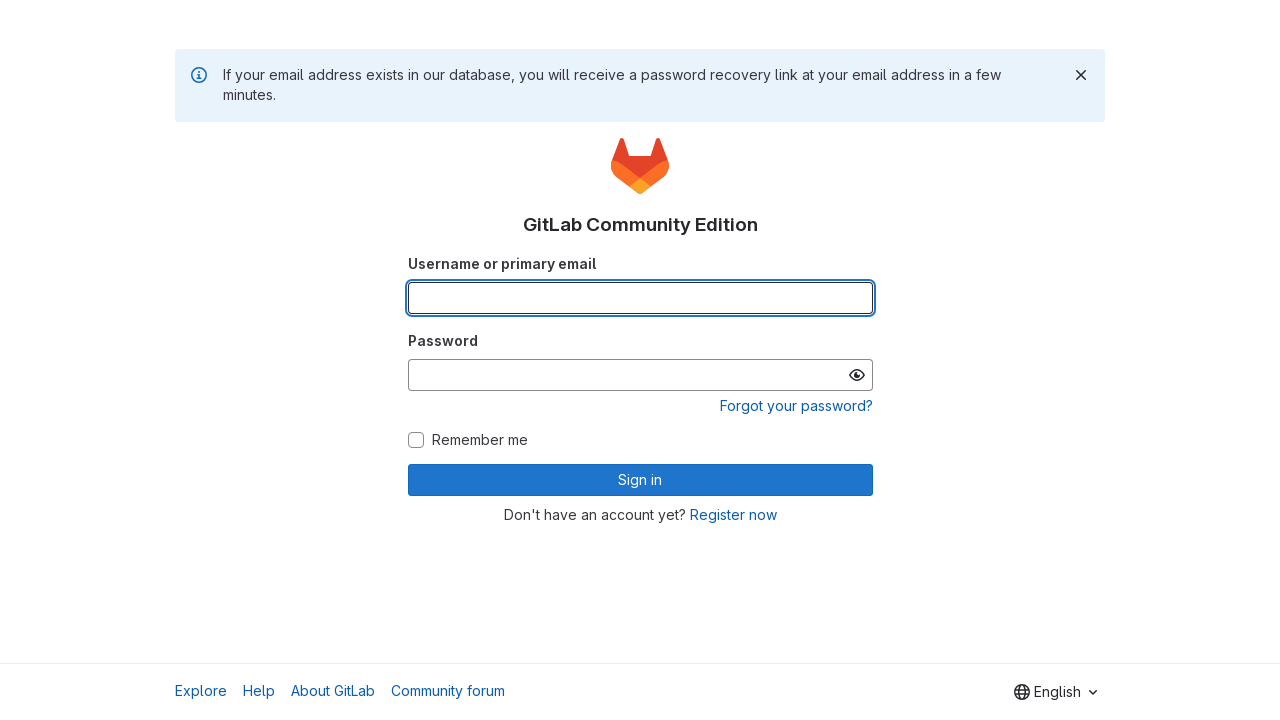 If your email address exists in our database, you will receive a password recovery link at your email address in a few
minutes.
GitLab Community Edition
Username or primary email
Password
Forgot your password?
Remember me
Sign in
Don't have an account yet? Register now
Explore Help About GitLab Community forum English